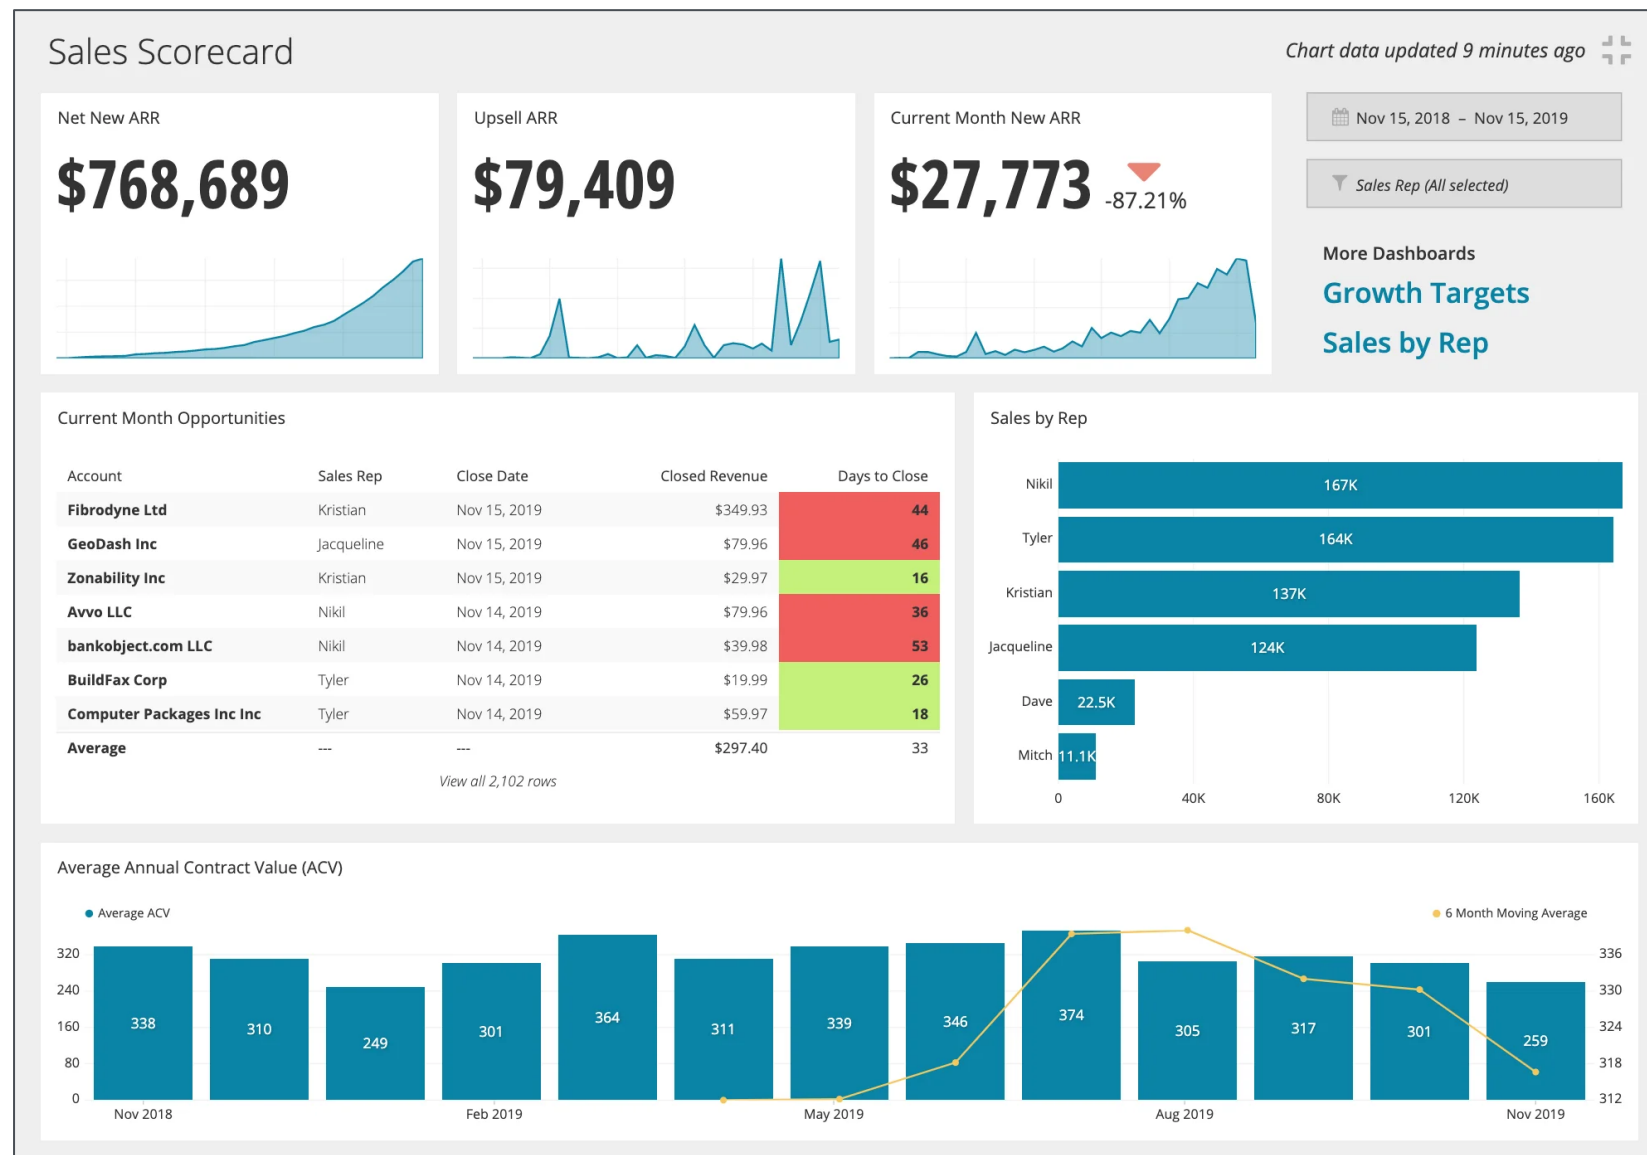 Sales Scorecard
Chart data updated 9 minutes ago
Net New ARR
$768,689
Upsell ARR
$79,409
Current Month New ARR
$27,773
-87.21%
Nov 15, 2018 – Nov 15, 2019
Sales Rep (All selected)
More Dashboards
Growth Targets
Sales by Rep
Current Month Opportunities
Account Sales Rep Close Date Closed Revenue Days to Close
Fibrodyne Ltd Kristian Nov 15, 2019 $349.93 44
GeoDash Inc Jacqueline Nov 15, 2019 $79.96 46
Zonability Inc Kristian Nov 15, 2019 $29.97 16
Avvo LLC Nikil Nov 14, 2019 $79.96 36
bankobject.com LLC Nikil Nov 14, 2019 $39.98 53
BuildFax Corp Tyler Nov 14, 2019 $19.99 26
Computer Packages Inc Inc Tyler Nov 14, 2019 $59.97 18
Average --- --- $297.40 33
View all 2,102 rows
Sales by Rep
Nikil 167K
Tyler 164K
Kristian 137K
Jacqueline 124K
Dave 22.5K
Mitch 11.1K
0 40K 80K 120K 160K
Average Annual Contract Value (ACV)
Average ACV
6 Month Moving Average
320 336
240 330
160 324
80 318
0 312
338 310 249 301 364 311 339 346 374 305 317 301 259
Nov 2018 Feb 2019 May 2019 Aug 2019 Nov 2019